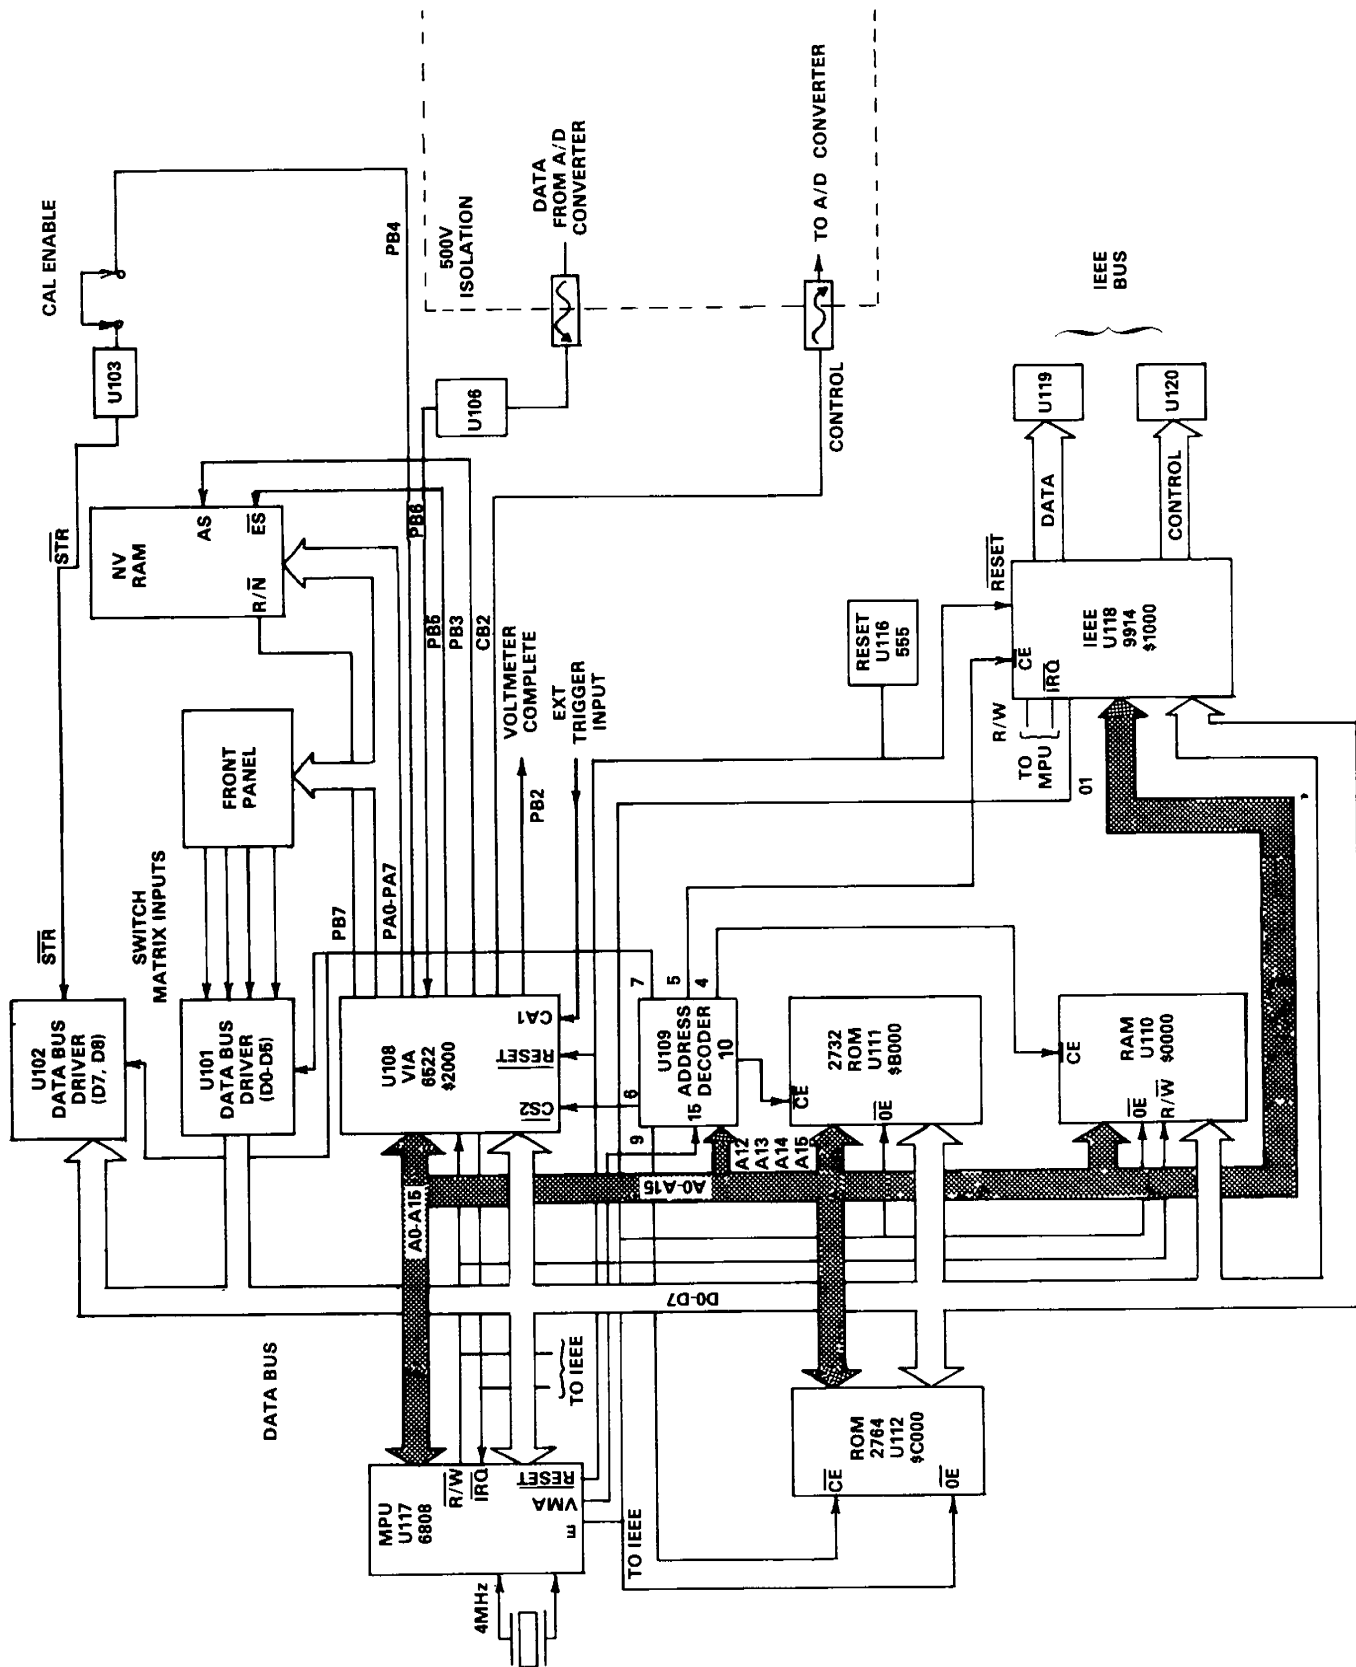 CAL ENABLE
U103
STR
STR
U102
DATA BUS
DRIVER
(D7, D8)
SWITCH
MATRIX INPUTS
U101
DATA BUS
DRIVER
(D0-D5)
FRONT
PANEL
NV
RAM
AS
ES
R/N
PB4
500V
ISOLATION
DATA
FROM A/D
CONVERTER
U106
TO A/D CONVERTER
CONTROL
PB7
PA0-PA7
PB6
PB5
PB3
CB2
VOLTMETER
COMPLETE
PB2
EXT
TRIGGER
INPUT
U108
VIA
6522
$2000
CA1
RESET
CS2
A0-A15
DATA BUS
MPU
U117
6808
R/W
IRQ
RESET
VMA
E
4MHz
TO IEEE
TO IEEE
U109
ADDRESS
DECODER
7
5
4
10
6
15
9
A12
A13
A14
A15
A0-A15
D0-D7
2732
ROM
U111
$B000
CE
OE
ROM
2764
U112
$C000
CE
OE
RAM
U110
$0000
CE
OE
R/W
RESET
U116
555
IEEE
U118
9914
$1000
RESET
CE
IRQ
R/W
TO
MPU
01
DATA
CONTROL
U119
U120
IEEE
BUS